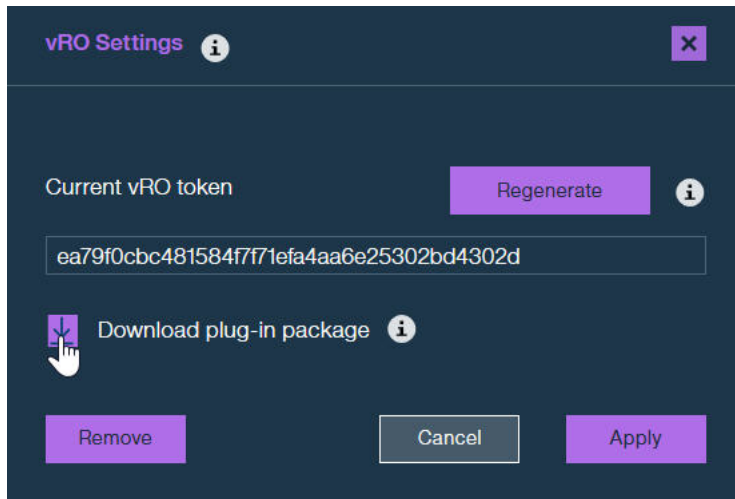 vRO Settings
Current vRO token
Regenerate
ea79f0cbc481584f7f71efa4aa6e25302bd4302d
Download plug-in package
Remove
Cancel
Apply